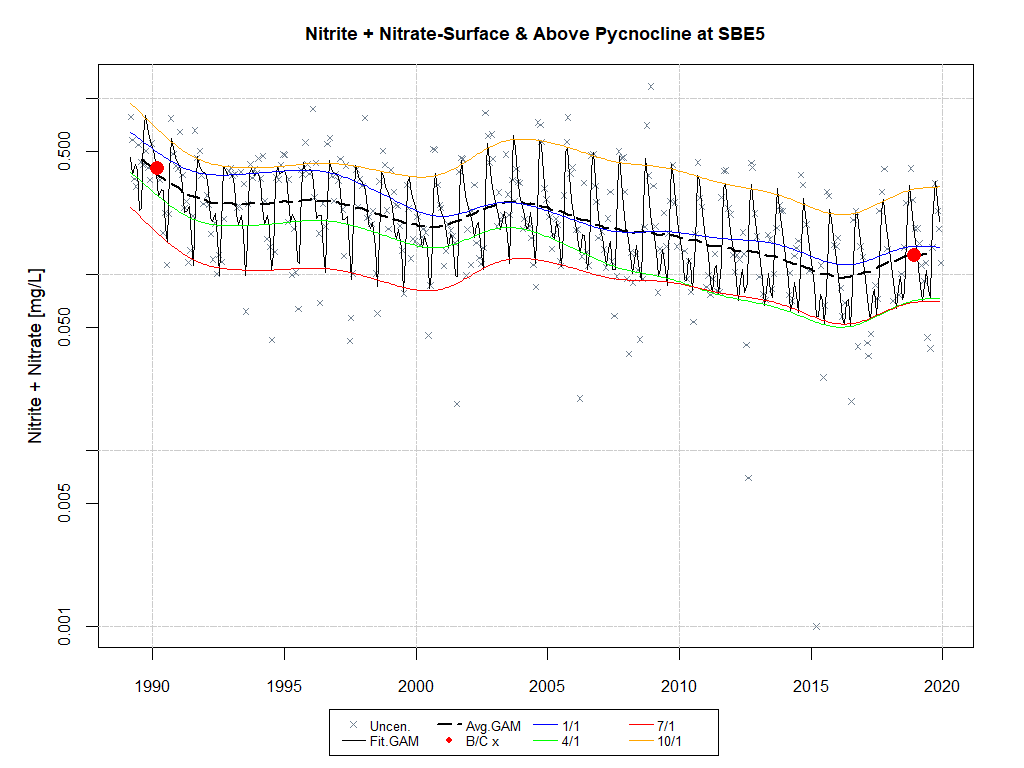 Nitrite + Nitrate-Surface & Above Pycnocline at SBE5
Nitrite + Nitrate [mg/L]
0.500
0.050
0.005
0.001
1990 1995 2000 2005 2010 2015 2020
Uncen. Avg.GAM 1/1 7/1
Fit.GAM B/C x 4/1 10/1